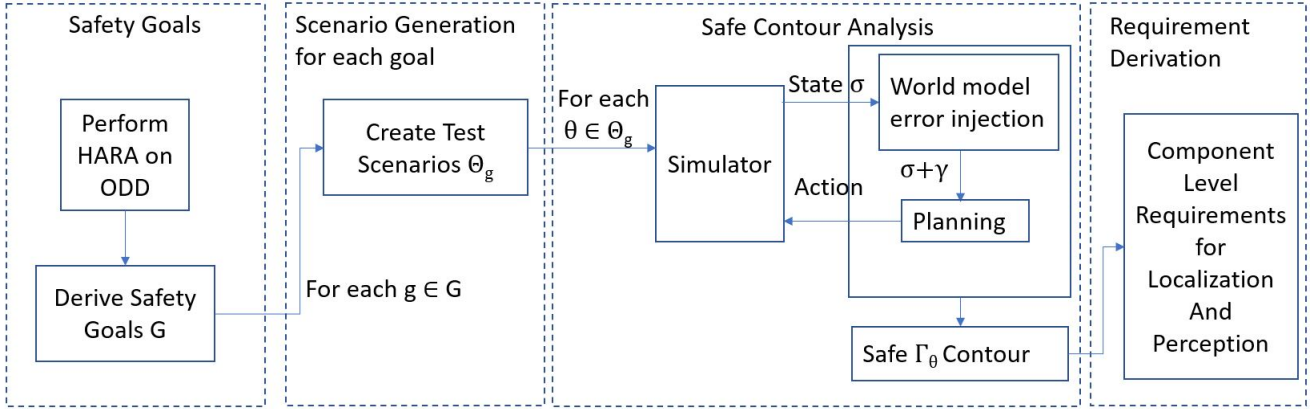 Safety Goals
Perform
HARA on
ODD
Derive Safety
Goals G
Scenario Generation
for each goal
Create Test
Scenarios Θg
For each g ∈ G
For each
θ ∈ Θg
Safe Contour Analysis
Simulator
State σ
World model
error injection
σ+γ
Action
Planning
Safe Γθ Contour
Requirement
Derivation
Component
Level
Requirements
for
Localization
And
Perception